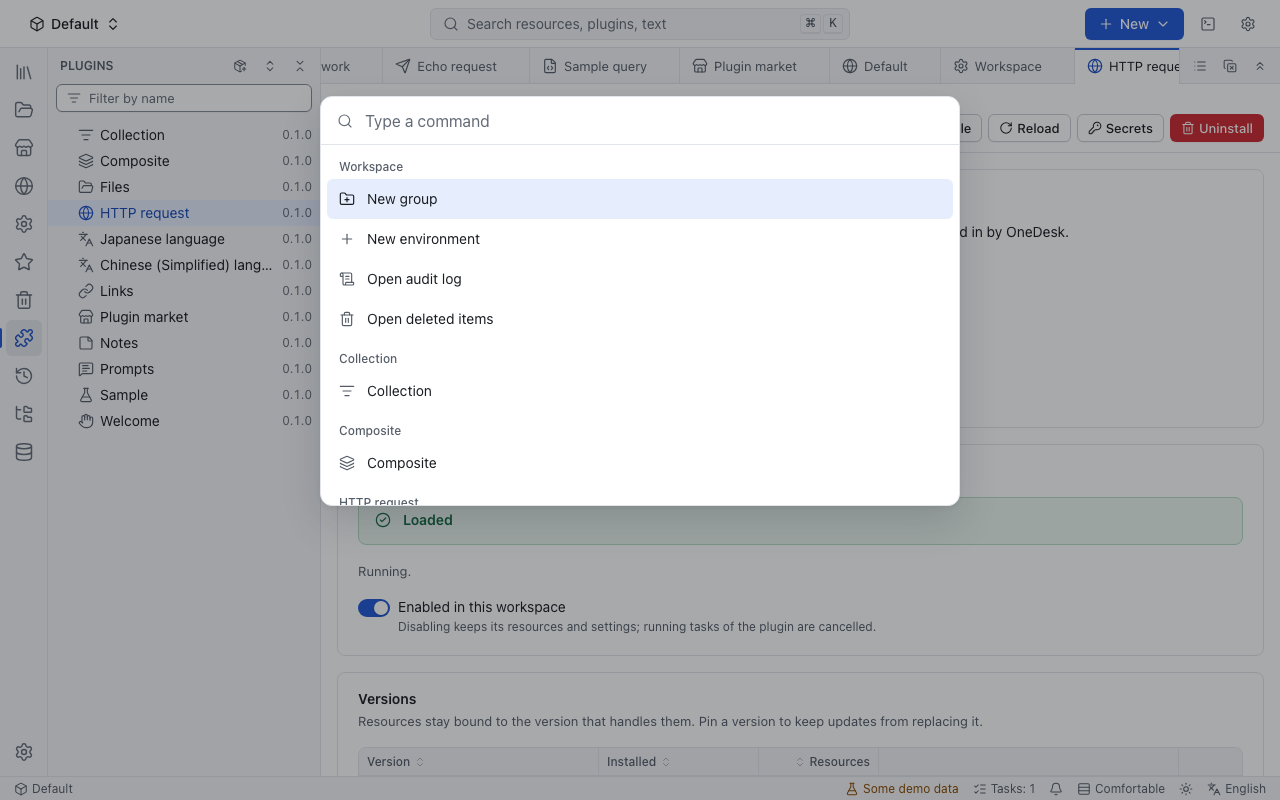 Default
Search resources, plugins, text
⌘ K
New
PLUGINS
work
Echo request
Sample query
Plugin market
Default
Workspace
HTTP reque
Filter by name
Collection 0.1.0
Composite 0.1.0
Files 0.1.0
HTTP request 0.1.0
Japanese language 0.1.0
Chinese (Simplified) lang... 0.1.0
Links 0.1.0
Plugin market 0.1.0
Notes 0.1.0
Prompts 0.1.0
Sample 0.1.0
Welcome 0.1.0
Type a command
Workspace
New group
New environment
Open audit log
Open deleted items
Collection
Collection
Composite
Composite
HTTP request
le
Reload
Secrets
Uninstall
d in by OneDesk.
Loaded
Running.
Enabled in this workspace
Disabling keeps its resources and settings; running tasks of the plugin are cancelled.
Versions
Resources stay bound to the version that handles them. Pin a version to keep updates from replacing it.
Version
Installed
Resources
Default
Some demo data
Tasks: 1
Comfortable
English